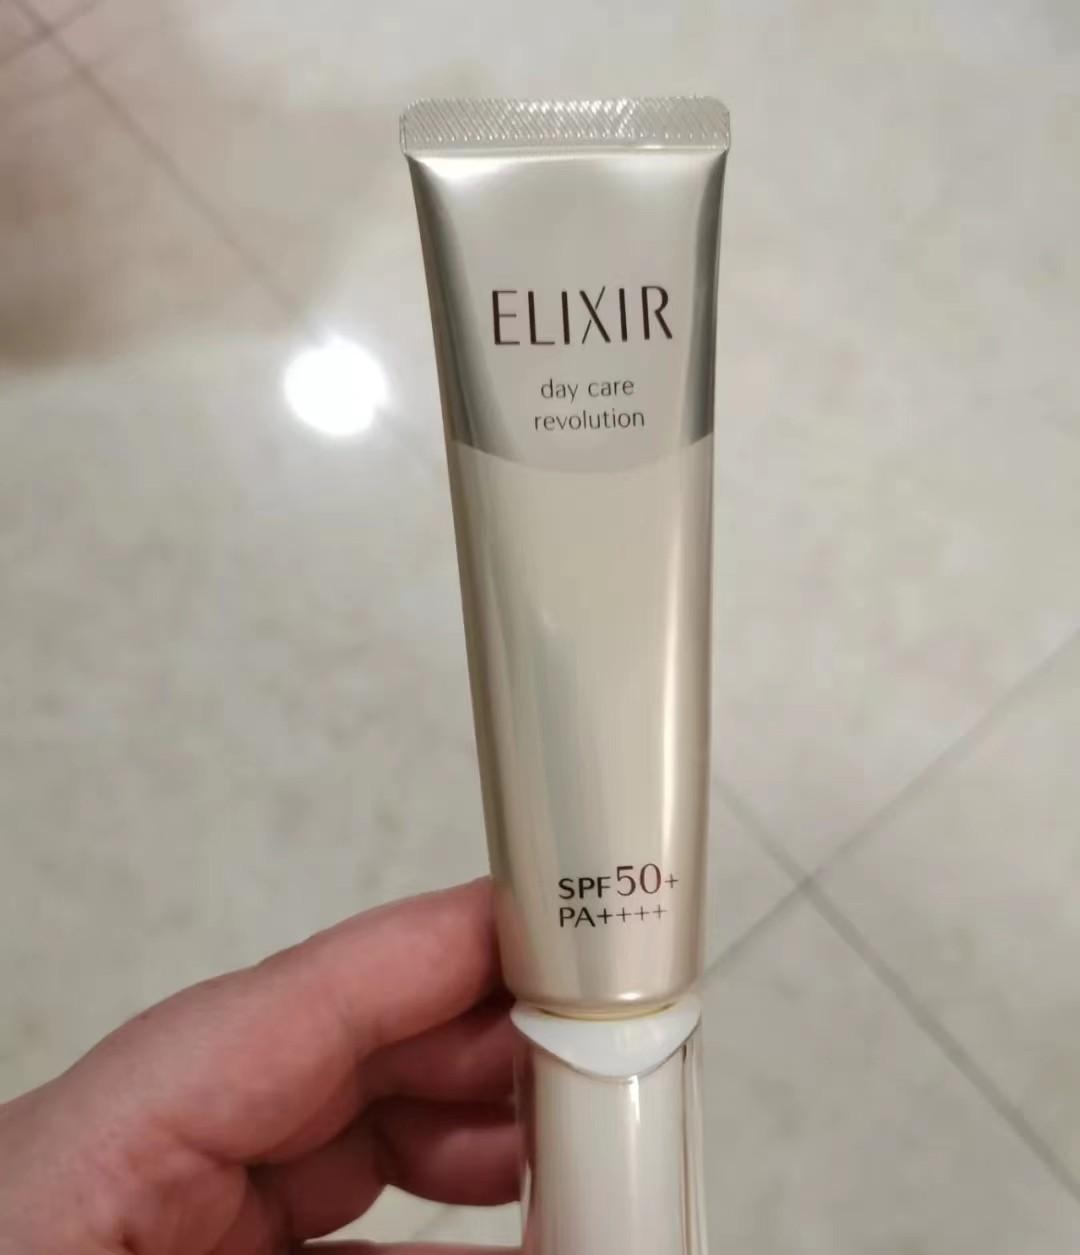 ELIXIR
day care
revolution
SPF50+
PA++++